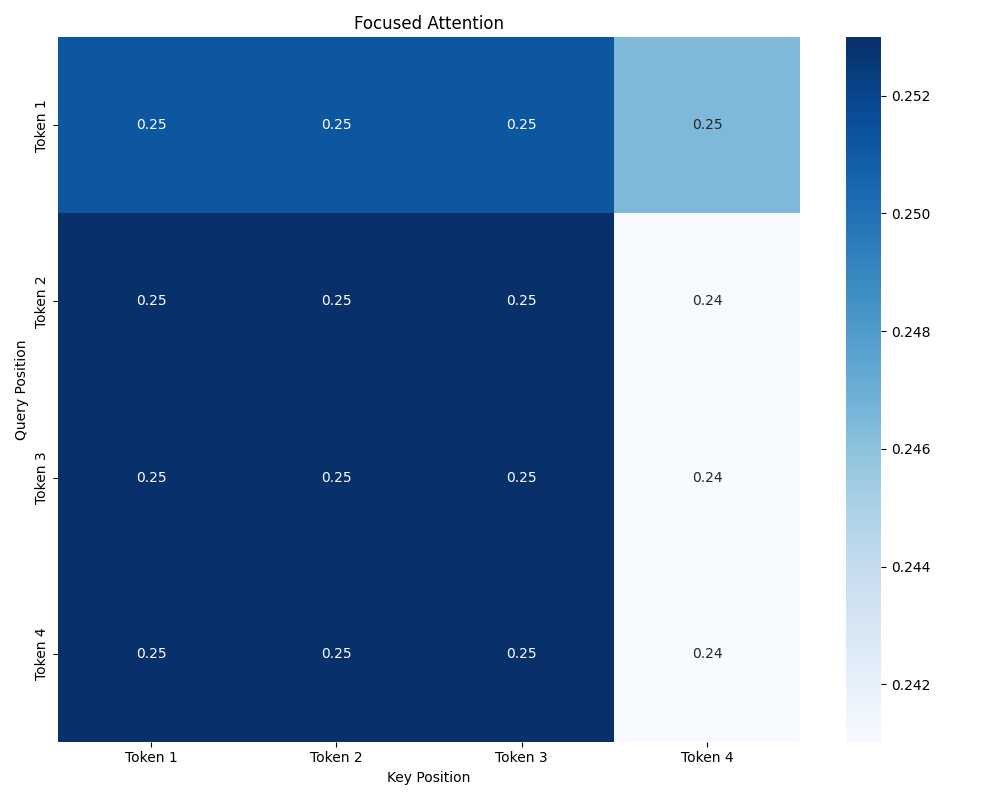 Focused Attention
Token 1
0.25 0.25 0.25 0.25
Token 2
0.25 0.25 0.25 0.24
Token 3
0.25 0.25 0.25 0.24
Token 4
0.25 0.25 0.25 0.24
Query Position
Token 1 Token 2 Token 3 Token 4
Key Position
0.252
0.250
0.248
0.246
0.244
0.242